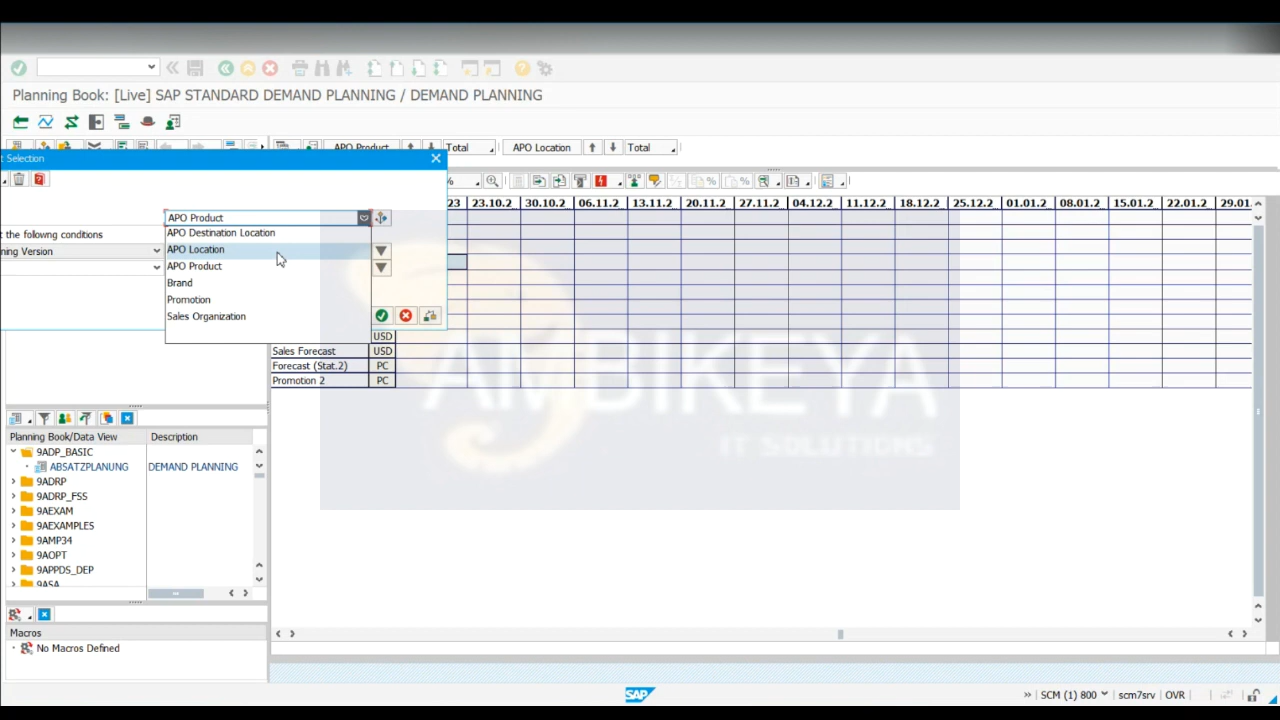 Planning Book: [Live] SAP STANDARD DEMAND PLANNING / DEMAND PLANNING
APO Product Total APO Location Total
Selection
%
APO Product
the followng conditions
APO Destination Location
ning Version
APO Location
APO Product
Brand
Promotion
Sales Organization
23 23.10.2... 30.10.2... 06.11.2... 13.11.2... 20.11.2... 27.11.2... 04.12.2... 11.12.2... 18.12.2... 25.12.2... 01.01.2... 08.01.2... 15.01.2... 22.01.2... 29.01.
USD
Sales Forecast USD
Forecast (Stat.2) PC
Promotion 2 PC
AMBIKEYA
IT SOLUTIONS
Planning Book/Data View Description
9ADP_BASIC
ABSATZPLANUNG DEMAND PLANNING
9ADRP
9ADRP_FSS
9AEXAM
9AEXAMPLES
9AMP34
9AOPT
9APPDS_DEP
9ASA
Macros
No Macros Defined
SAP
SCM (1) 800 scm7srv OVR